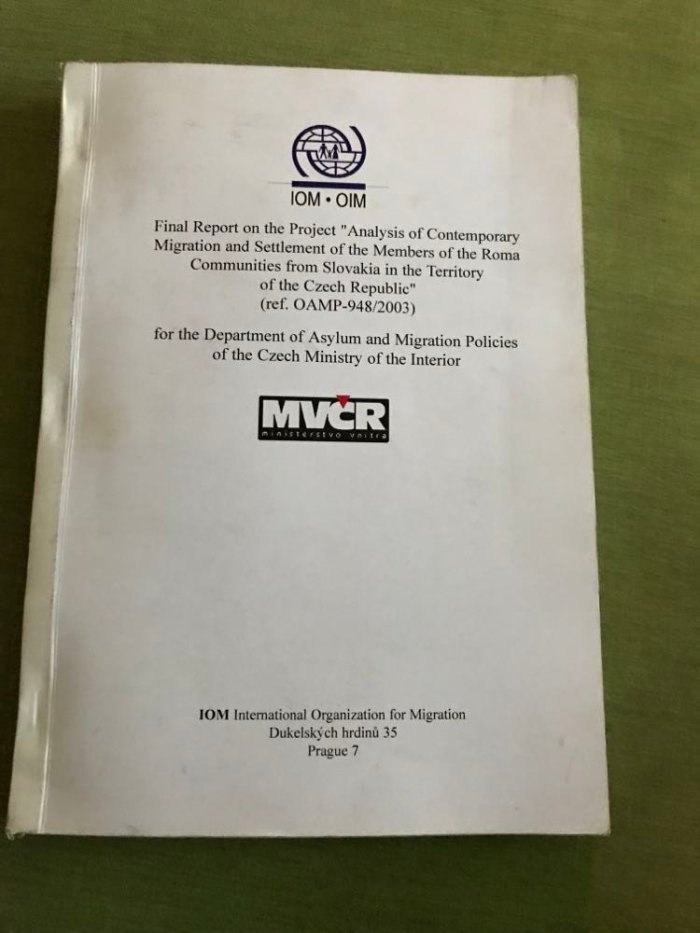 IOM • OIM
Final Report on the Project "Analysis of Contemporary
Migration and Settlement of the Members of the Roma
Communities from Slovakia in the Territory
of the Czech Republic"
(ref. OAMP-948/2003)
for the Department of Asylum and Migration Policies
of the Czech Ministry of the Interior
MVČR
ministerstvo vnitra
IOM International Organization for Migration
Dukelských hrdinů 35
Prague 7